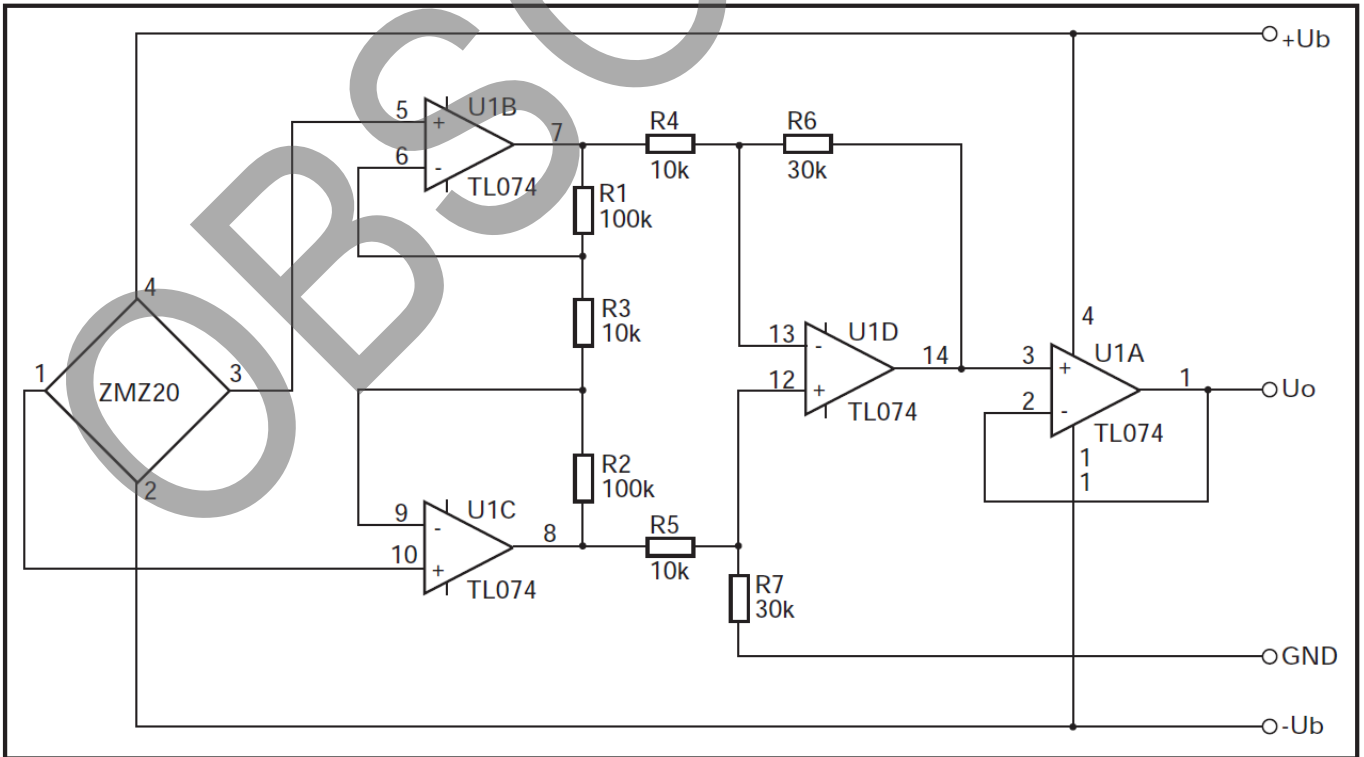 +Ub
U1B
5
+
6
-
7
TL074
R4
10k
R6
30k
R1
100k
R3
10k
4
1
3
ZMZ20
2
R2
100k
U1C
9
-
10
+
8
TL074
R5
10k
R7
30k
13
-
12
+
U1D
14
TL074
4
3
+
2
-
U1A
1
TL074
1
1
Uo
GND
-Ub
OBSO